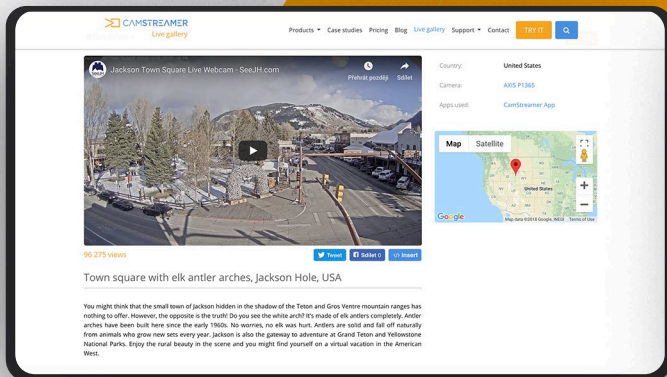 CAMSTREAMER
Live gallery
Products Case studies Pricing Blog Live gallery Support Contact TRY IT
Jackson Town Square Live Webcam - SeeJH.com
Přehrát později Sdílet
Country: United States
Camera: AXIS P1365
Apps used: CamStreamer App
Map Satellite
United States
Google
Map data ©2018 Google, INEGI Terms of Use
96 275 views
Tweet Sdílet 0 </> Insert
Town square with elk antler arches, Jackson Hole, USA
You might think that the small town of Jackson hidden in the shadow of the Teton and Gros Ventre mountain ranges has
nothing to offer. However, the opposite is the truth! Do you see the white arch? It's made of elk antlers completely. Antler
arches have been built here since the early 1960s. No worries, no elk was hurt. Antlers are solid and fall off naturally
from animals who grow new sets every year. Jackson is also the gateway to adventure at Grand Teton and Yellowstone
National Parks. Enjoy the rural beauty in the scene and you might find yourself on a virtual vacation in the American
West.